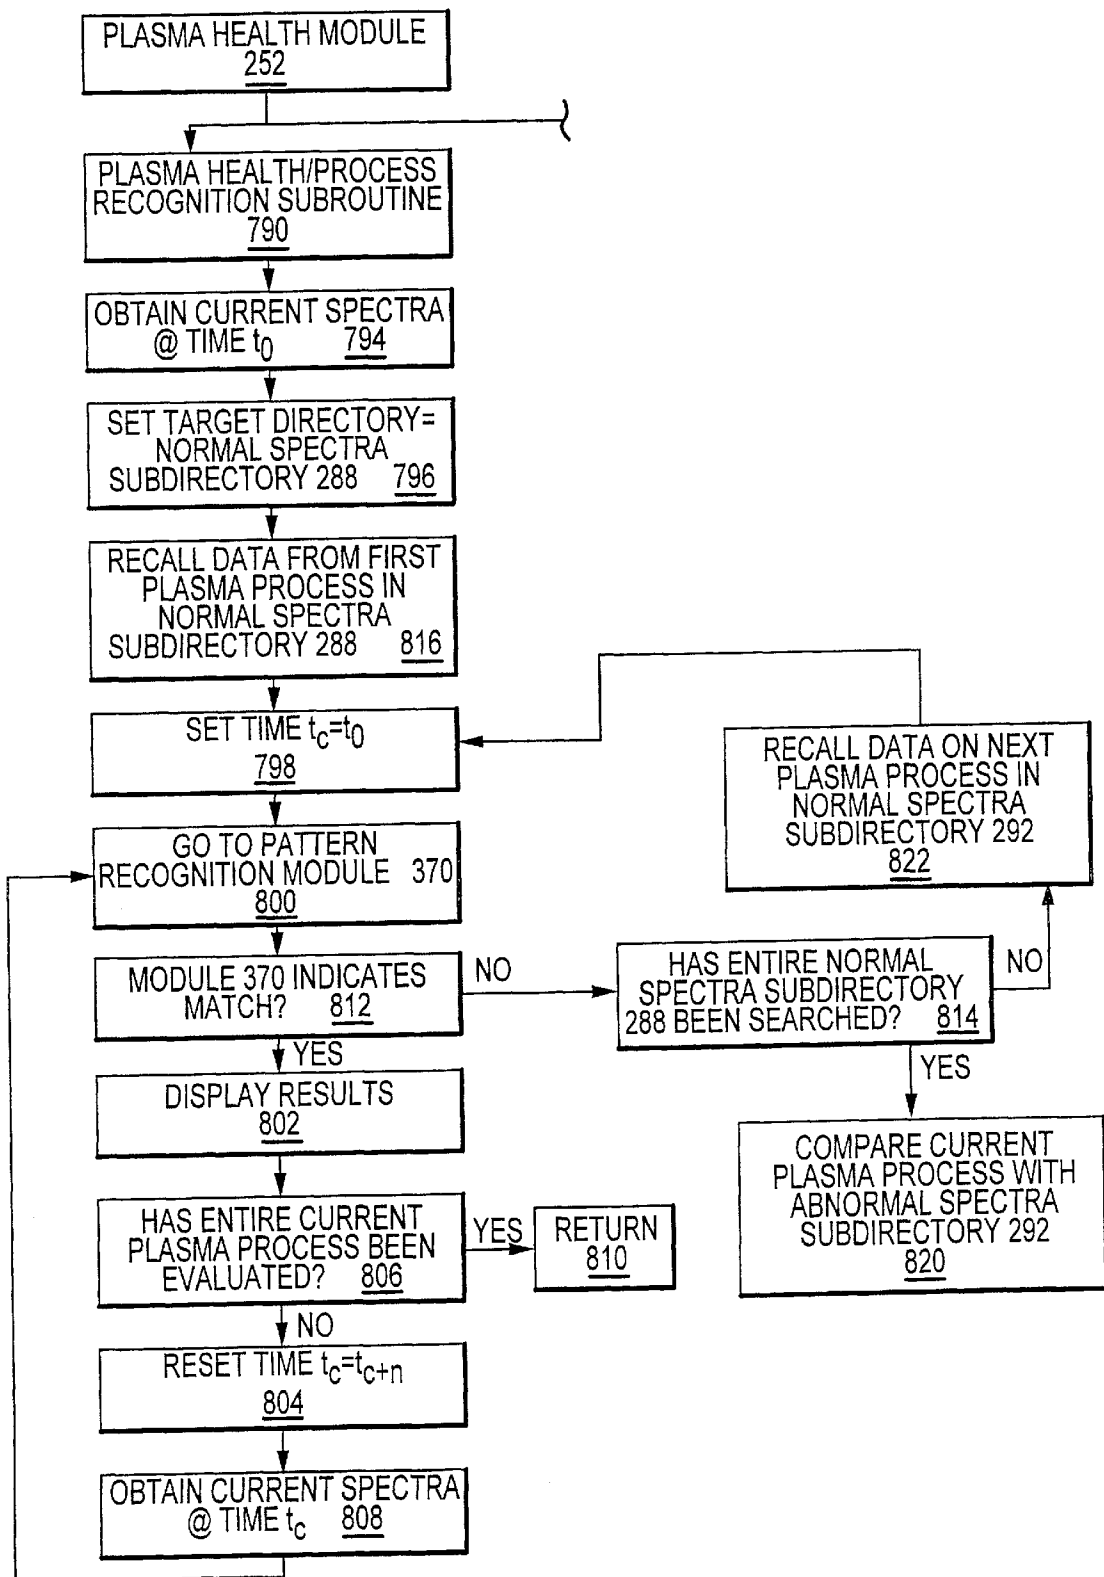 PLASMA HEALTH MODULE
252
PLASMA HEALTH/PROCESS
RECOGNITION SUBROUTINE
790
OBTAIN CURRENT SPECTRA
@ TIME t0 794
SET TARGET DIRECTORY=
NORMAL SPECTRA
SUBDIRECTORY 288 796
RECALL DATA FROM FIRST
PLASMA PROCESS IN
NORMAL SPECTRA
SUBDIRECTORY 288 816
SET TIME tc=t0
798
RECALL DATA ON NEXT
PLASMA PROCESS IN
NORMAL SPECTRA
SUBDIRECTORY 292
822
GO TO PATTERN
RECOGNITION MODULE 370
800
MODULE 370 INDICATES
MATCH? 812
NO
HAS ENTIRE NORMAL
SPECTRA SUBDIRECTORY
288 BEEN SEARCHED? 814
NO
YES
YES
DISPLAY RESULTS
802
COMPARE CURRENT
PLASMA PROCESS WITH
ABNORMAL SPECTRA
SUBDIRECTORY 292
820
HAS ENTIRE CURRENT
PLASMA PROCESS BEEN
EVALUATED? 806
YES
RETURN
810
NO
RESET TIME tc=tc+n
804
OBTAIN CURRENT SPECTRA
@ TIME tc 808